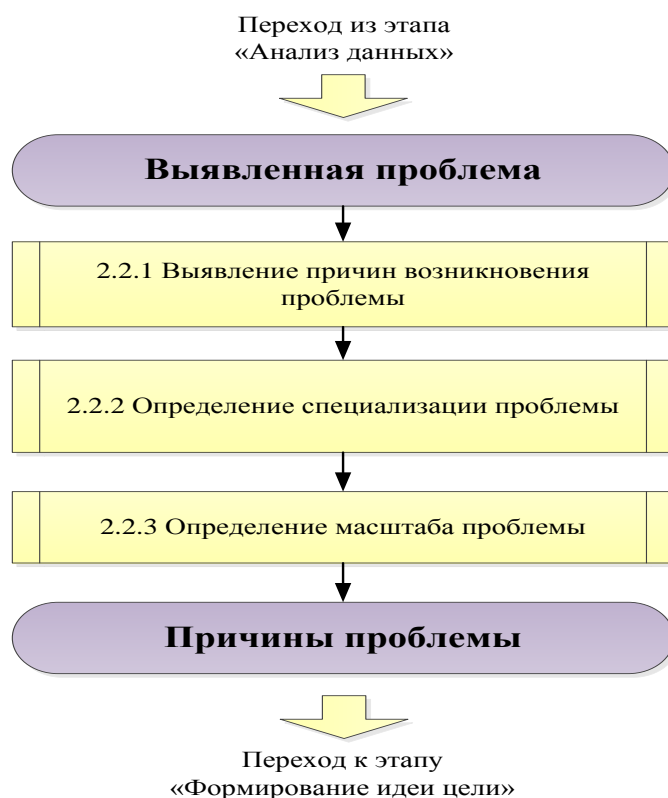 Переход из этапа
«Анализ данных»
Выявленная проблема
2.2.1 Выявление причин возникновения
проблемы
2.2.2 Определение специализации проблемы
2.2.3 Определение масштаба проблемы
Причины проблемы
Переход к этапу
«Формирование идеи цели»